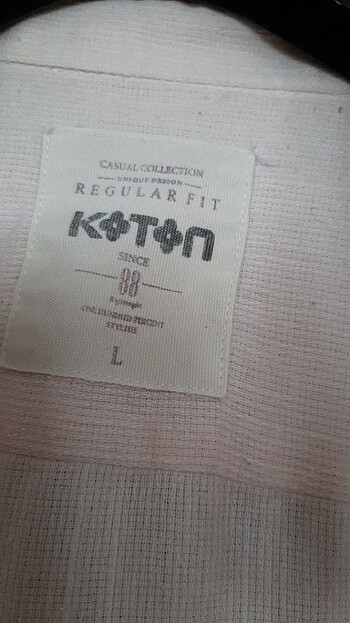 CASUAL COLLECTION
UNIQUE DESIGN
REGULAR FIT
KOTON
SINCE
88
ONE HUNDRED PERCENT
STYLISH
L